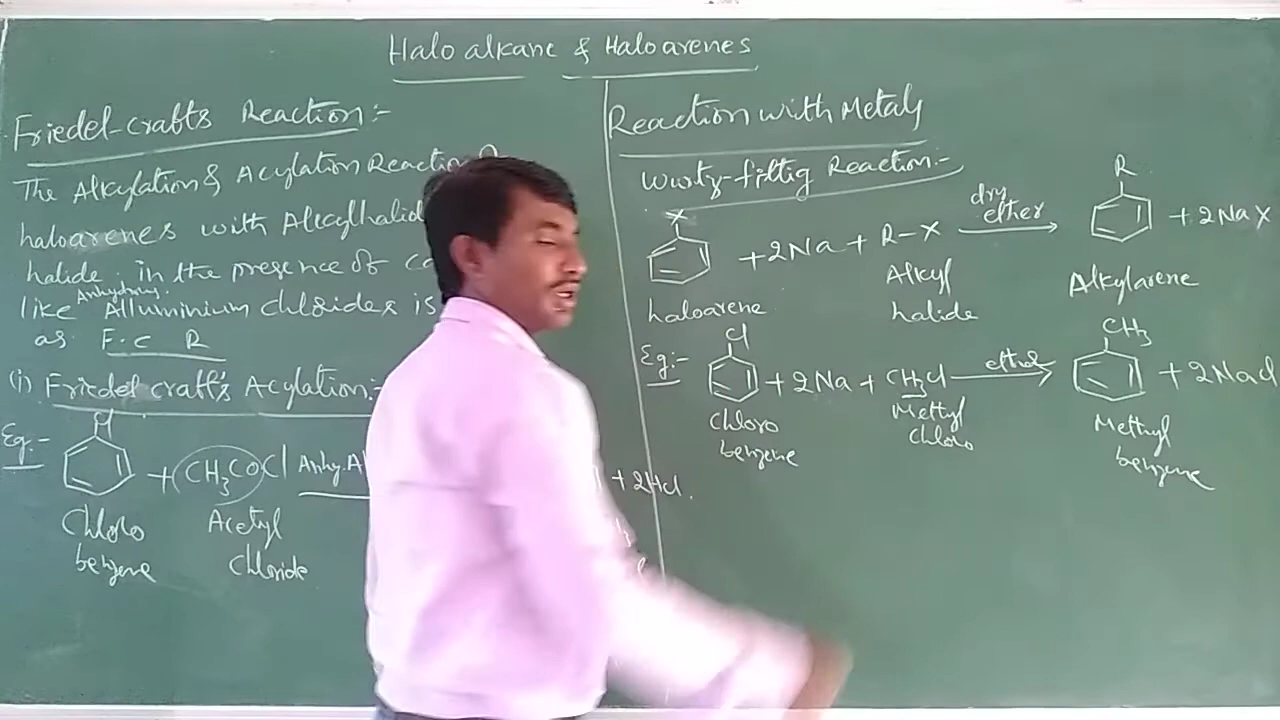 Halo alkane & Haloarenes
Friedel-crafts Reaction:-
The Alkylation & Acylation Reaction
haloarenes with Alkylhalid
halide in the presence of
like Anhydrous Alluminium chlorides is
as F.C R
(i) Friedel craft's Acylation:-
Eg:- Cl + CH3COCl Anhy. Al
Chloro benzene
Acetyl chloride
+ 2HCl.
Reaction with Metals
Wurtz-fittig Reaction:-
X + 2Na + R-X dry ether R + 2NaX
haloarene
Alkyl halide
Alkylarene
Eg:- Cl + 2Na + CH3Cl ether CH3 + 2NaCl
Chloro benzene
Methyl Chloro
Methyl benzene